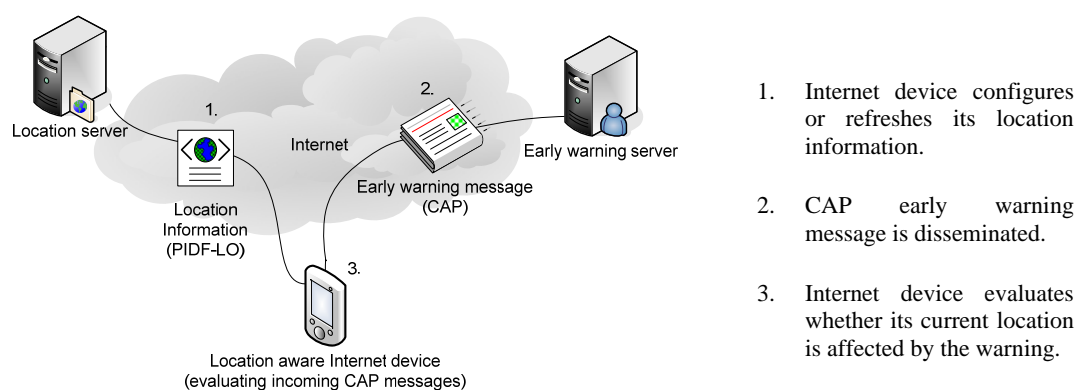 Location server
1.
Location
Information
(PIDF-LO)
Internet
2.
Early warning message
(CAP)
Early warning server
3.
Location aware Internet device
(evaluating incoming CAP messages)
1. Internet device configures
or refreshes its location
information.
2. CAP early warning
message is disseminated.
3. Internet device evaluates
whether its current location
is affected by the warning.